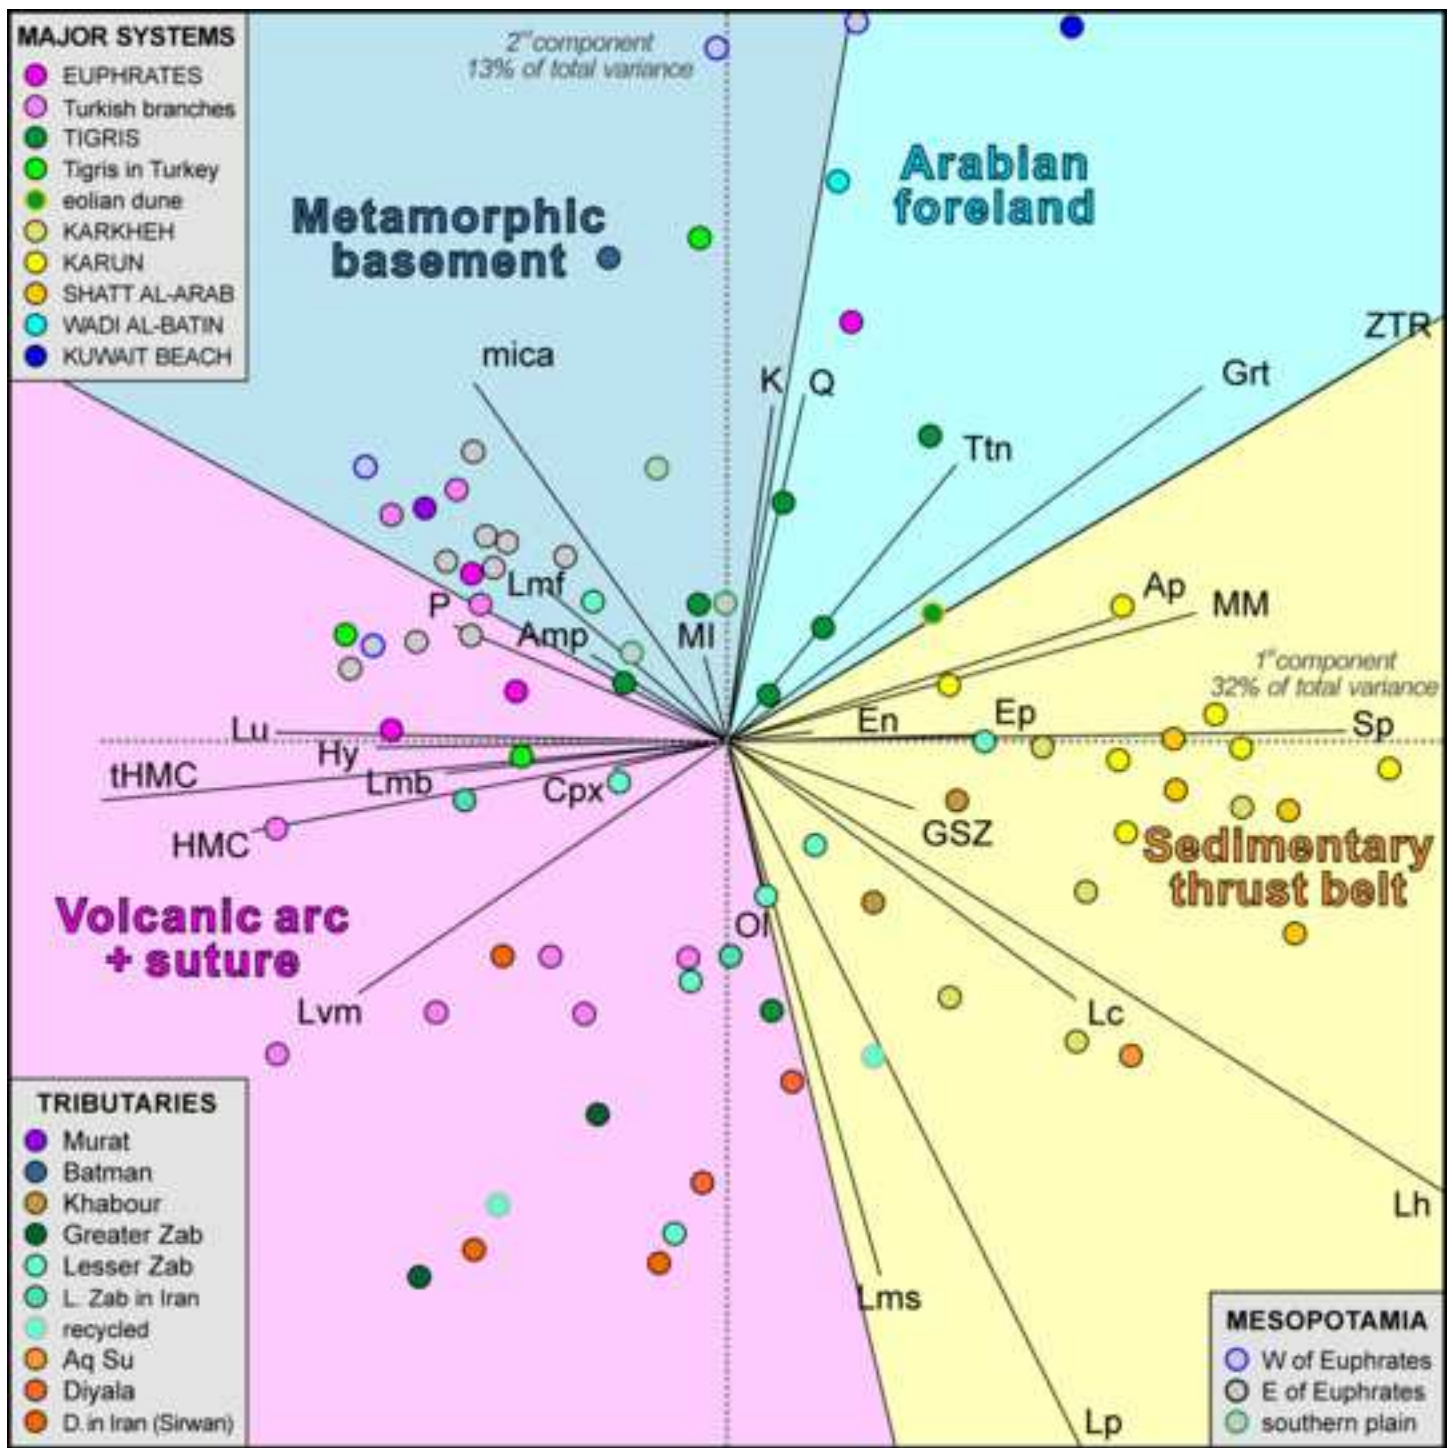 MAJOR SYSTEMS
EUPHRATES
Turkish branches
TIGRIS
Tigris in Turkey
eolian dune
KARKHEH
KARUN
SHATT AL-ARAB
WADI AL-BATIN
KUWAIT BEACH
2st component
13% of total variance
Arabian
foreland
Metamorphic
basement
ZTR
mica
K
Q
Grt
Ttn
Lmf
P
Amp
MI
Ap
MM
1st component
32% of total variance
En
Ep
Sp
Lu
Hy
tHMC
Lmb
Cpx
HMC
GSZ
Sedimentary
thrust belt
Volcanic arc
+ suture
Ol
Lvm
Lc
Lh
Lms
Lp
TRIBUTARIES
Murat
Batman
Khabour
Greater Zab
Lesser Zab
L. Zab in Iran
recycled
Aq Su
Diyala
D. in Iran (Sirwan)
MESOPOTAMIA
W of Euphrates
E of Euphrates
southern plain